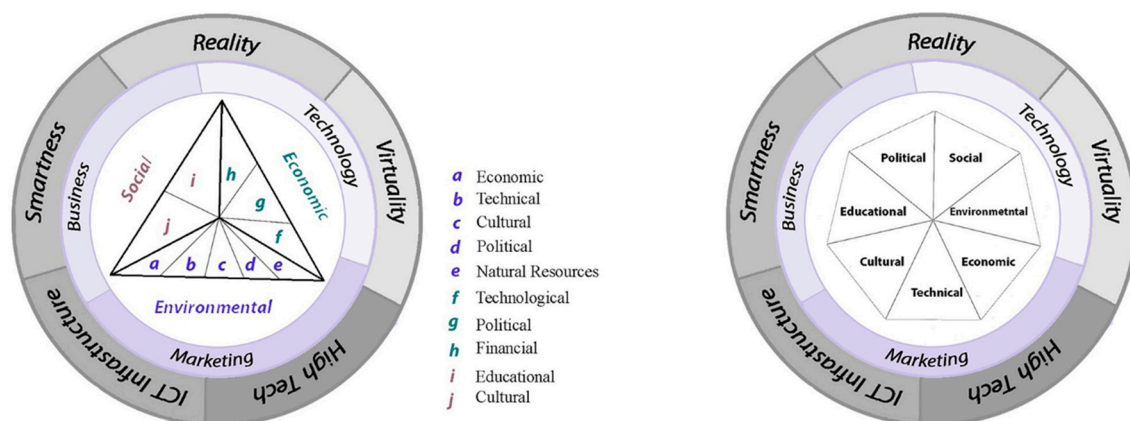 Reality
Smartness
Virtuality
ICT Infrastructure
High Tech
Business
Technology
Marketing
Social
Economic
Environmental
h
i
g
j
f
a
b
c
d
e
a Economic
b Technical
c Cultural
d Political
e Natural Resources
f Technological
g Political
h Financial
i Educational
j Cultural
Reality
Smartness
Virtuality
ICT Infrastructure
High Tech
Business
Technology
Marketing
Political
Social
Educational
Environmetntal
Cultural
Economic
Technical